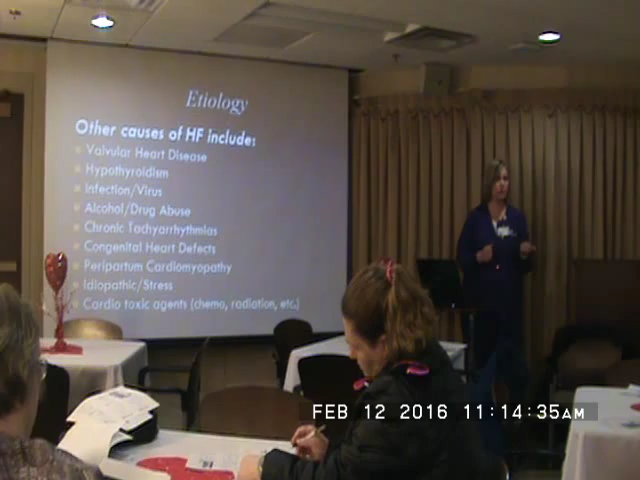 Etiology
Other causes of HF include:
Valvular Heart Disease
Hypothyroidism
Infection/Virus
Alcohol/Drug Abuse
Chronic Tachyarrhythmias
Congenital Heart Defects
Peripartum Cardiomyopathy
Idiopathic/Stress
Cardio toxic agents (chemo, radiation, etc.)
FEB 12 2016 11:14:35AM